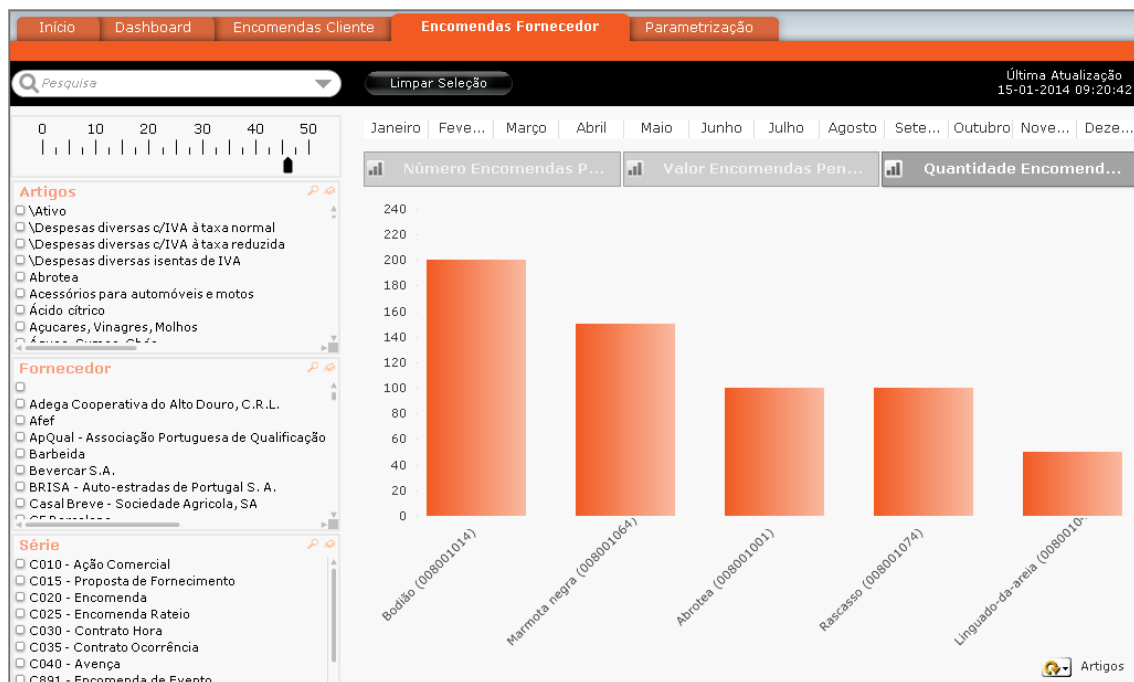 Início Dashboard Encomendas Cliente Encomendas Fornecedor Parametrização
Pesquisa Limpar Seleção
Última Atualização
15-01-2014 09:20:42
0 10 20 30 40 50
Janeiro Feve... Março Abril Maio Junho Julho Agosto Sete... Outubro Nove... Deze...
Número Encomendas P... Valor Encomendas Pen... Quantidade Encomend...
Artigos
\Ativo
\Despesas diversas c/IVA à taxa normal
\Despesas diversas c/IVA à taxa reduzida
\Despesas diversas isentas de IVA
Abrotea
Acessórios para automóveis e motos
Ácido cítrico
Açucares, Vinagres, Molhos
Fornecedor
Adega Cooperativa do Alto Douro, C.R.L.
Afef
ApQual - Associação Portuguesa de Qualificação
Barbeida
Bevercar S.A.
BRISA - Auto-estradas de Portugal S. A.
Casal Breve - Sociedade Agricola, SA
Série
C010 - Ação Comercial
C015 - Proposta de Fornecimento
C020 - Encomenda
C025 - Encomenda Rateio
C030 - Contrato Hora
C035 - Contrato Ocorrência
C040 - Avença
C891 - Encomenda de Evento
240
220
200
180
160
140
120
100
80
60
40
20
0
Bodião (008001014)
Marmota negra (008001064)
Abrotea (008001001)
Rascasso (008001074)
Linguado-da-areia
Artigos